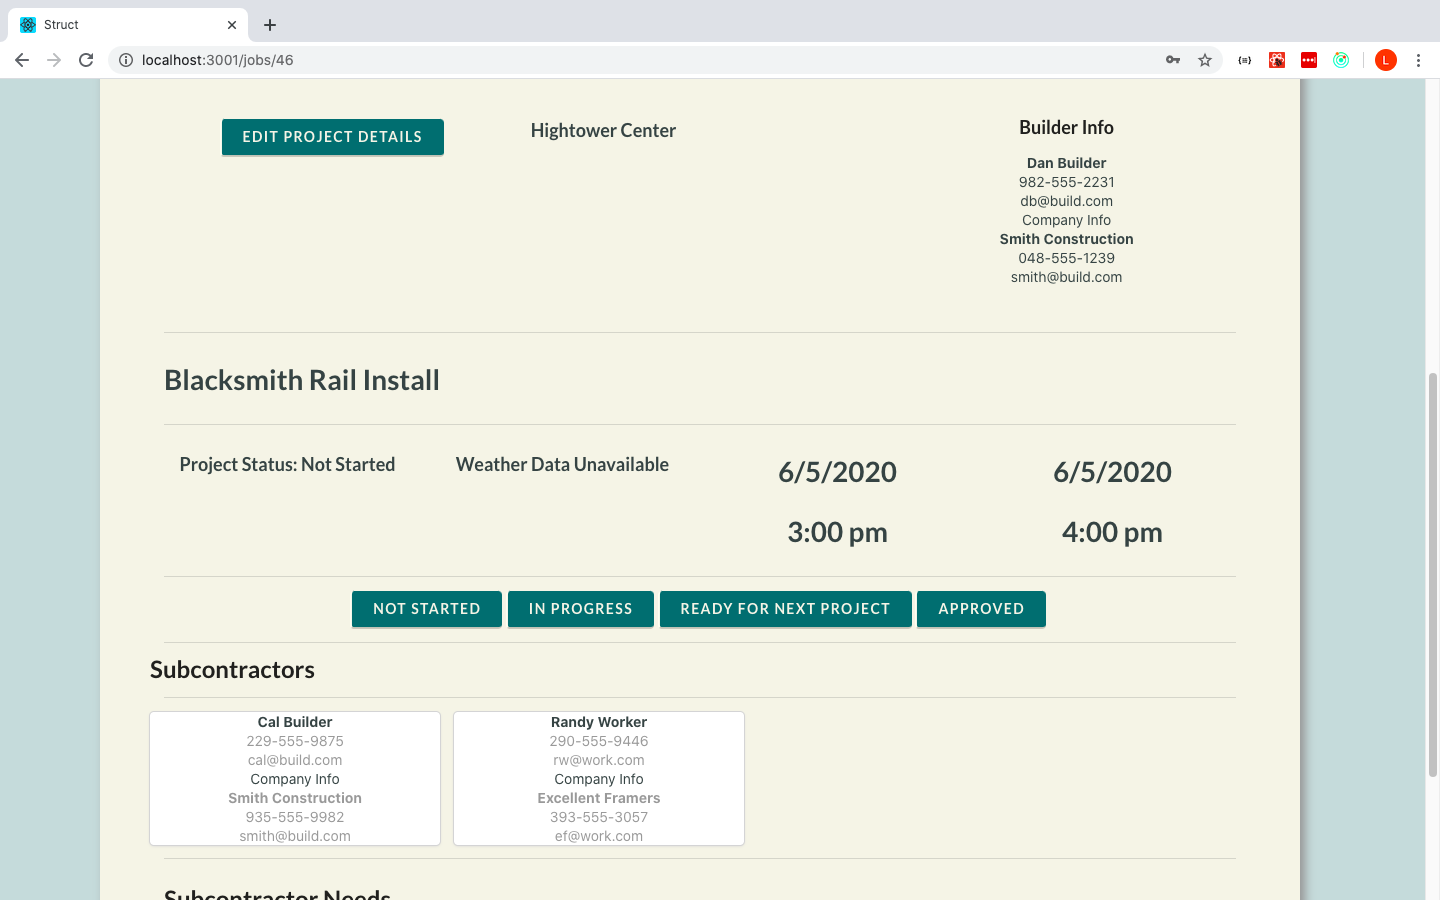 Struct
localhost:3001/jobs/46
L
EDIT PROJECT DETAILS
Hightower Center
Builder Info
Dan Builder
982-555-2231
db@build.com
Company Info
Smith Construction
048-555-1239
smith@build.com
Blacksmith Rail Install
Project Status: Not Started
Weather Data Unavailable
6/5/2020
3:00 pm
6/5/2020
4:00 pm
NOT STARTED
IN PROGRESS
READY FOR NEXT PROJECT
APPROVED
Subcontractors
Cal Builder
229-555-9875
cal@build.com
Company Info
Smith Construction
935-555-9982
smith@build.com
Randy Worker
290-555-9446
rw@work.com
Company Info
Excellent Framers
393-555-3057
ef@work.com
Subcontractor Needs